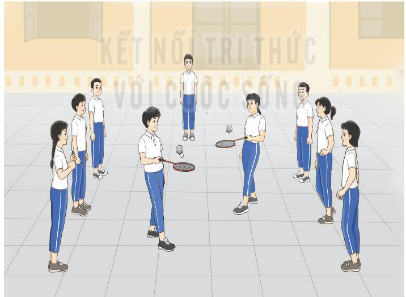 KẾT NỐI TRI THỨC
VỚI CUỘC SỐNG